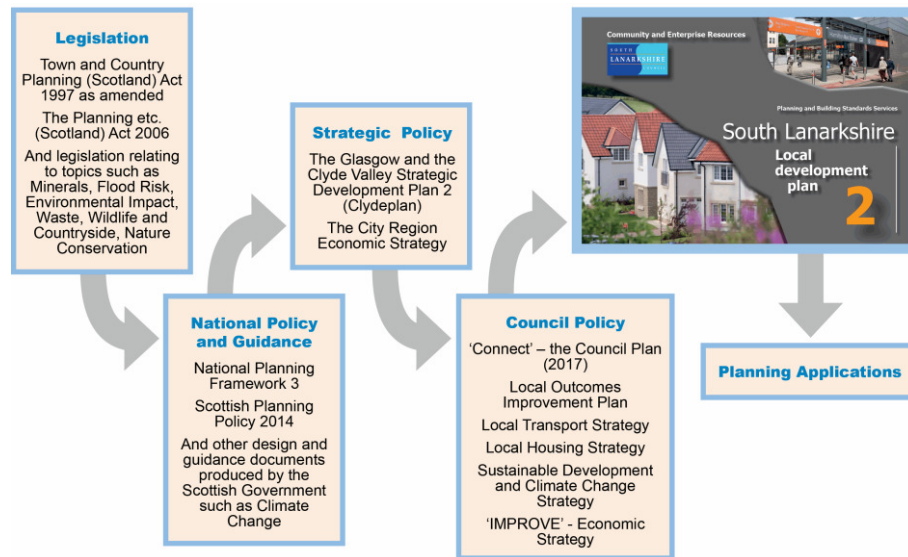 Legislation
Town and Country
Planning (Scotland) Act
1997 as amended
The Planning etc.
(Scotland) Act 2006
And legislation relating
to topics such as
Minerals, Flood Risk,
Environmental Impact,
Waste, Wildlife and
Countryside, Nature
Conservation
National Policy
and Guidance
National Planning
Framework 3
Scottish Planning
Policy 2014
And other design and
guidance documents
produced by the
Scottish Government
such as Climate
Change
Strategic Policy
The Glasgow and the
Clyde Valley Strategic
Development Plan 2
(Clydeplan)
The City Region
Economic Strategy
Council Policy
‘Connect’ – the Council Plan
(2017)
Local Outcomes
Improvement Plan
Local Transport Strategy
Local Housing Strategy
Sustainable Development
and Climate Change
Strategy
‘IMPROVE’ - Economic
Strategy
Community and Enterprise Resources
SOUTH
LANARKSHIRE
COUNCIL
Planning and Building Standards Services
South Lanarkshire
Local
development
plan
2
Planning Applications